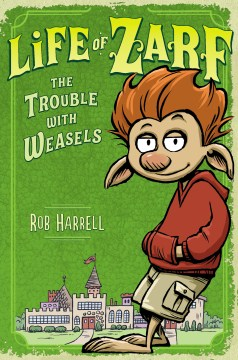 LiFE OF ZARF
THE
TROUBLE
WITH
WEASELS
ROB HARRELL